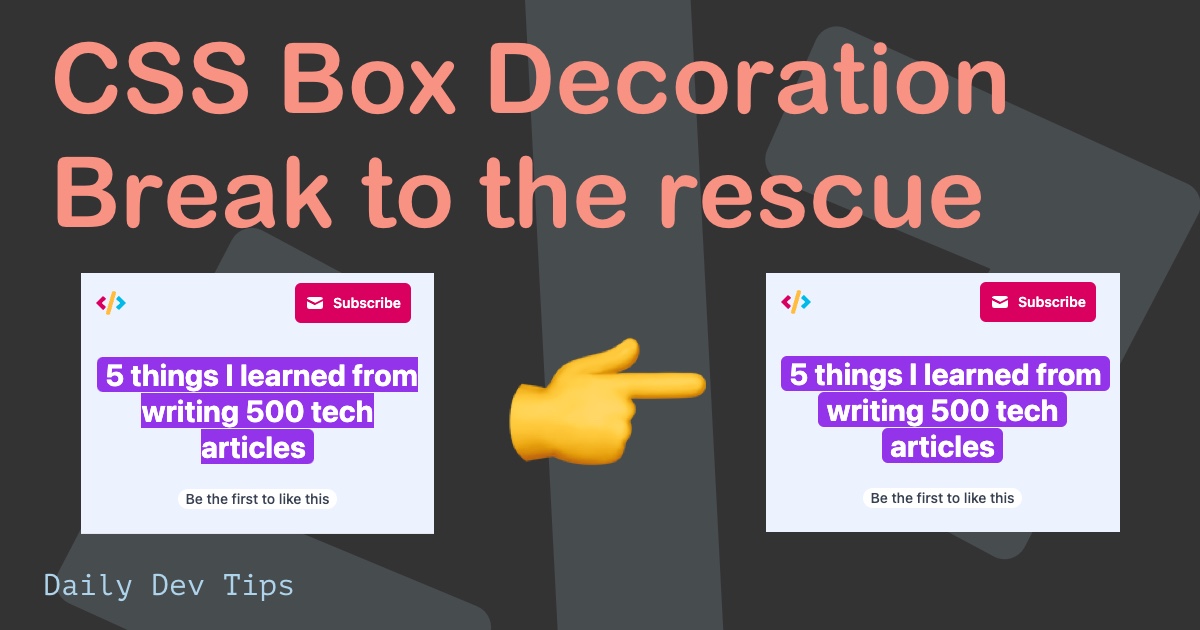 CSS Box Decoration
Break to the rescue
Subscribe
5 things I learned from
writing 500 tech
articles
Be the first to like this
Subscribe
5 things I learned from
writing 500 tech
articles
Be the first to like this
Daily Dev Tips